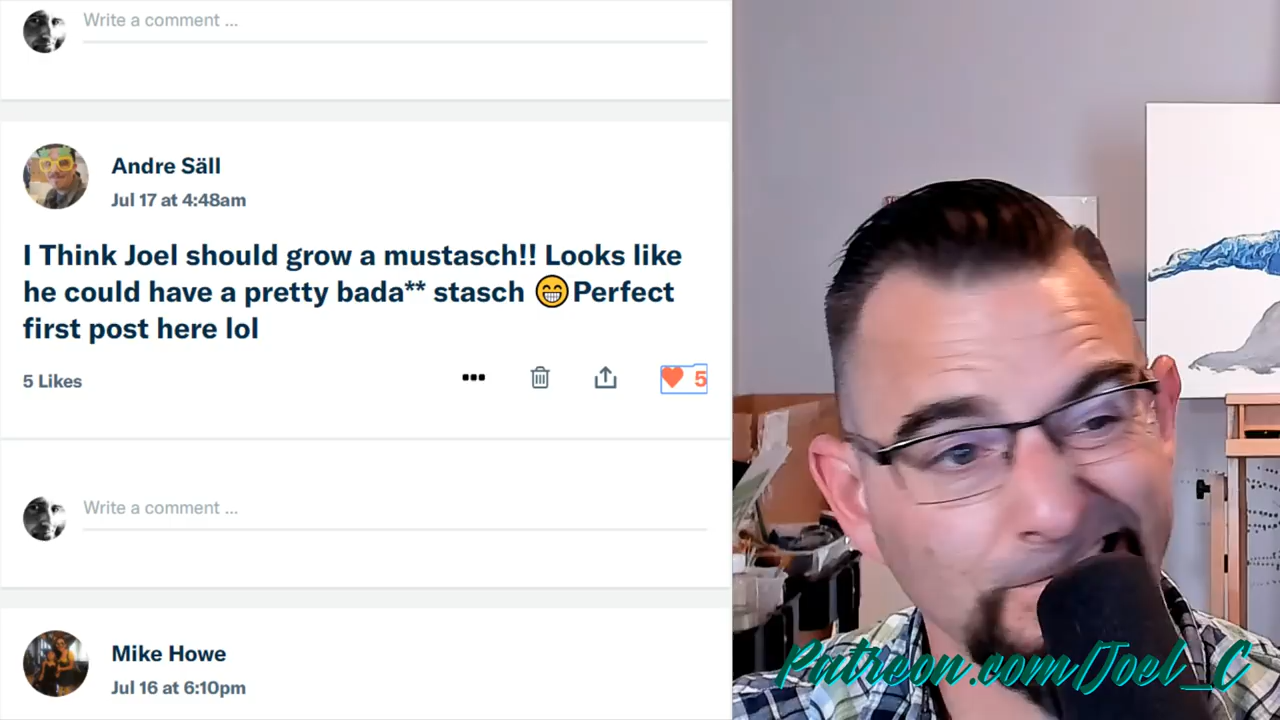 Write a comment ...
Andre Säll
Jul 17 at 4:48am
I Think Joel should grow a mustasch!! Looks like
he could have a pretty bada** stasch 😁Perfect
first post here lol
5 Likes
5
Write a comment ...
Mike Howe
Jul 16 at 6:10pm
Patreon.com/Joel_C